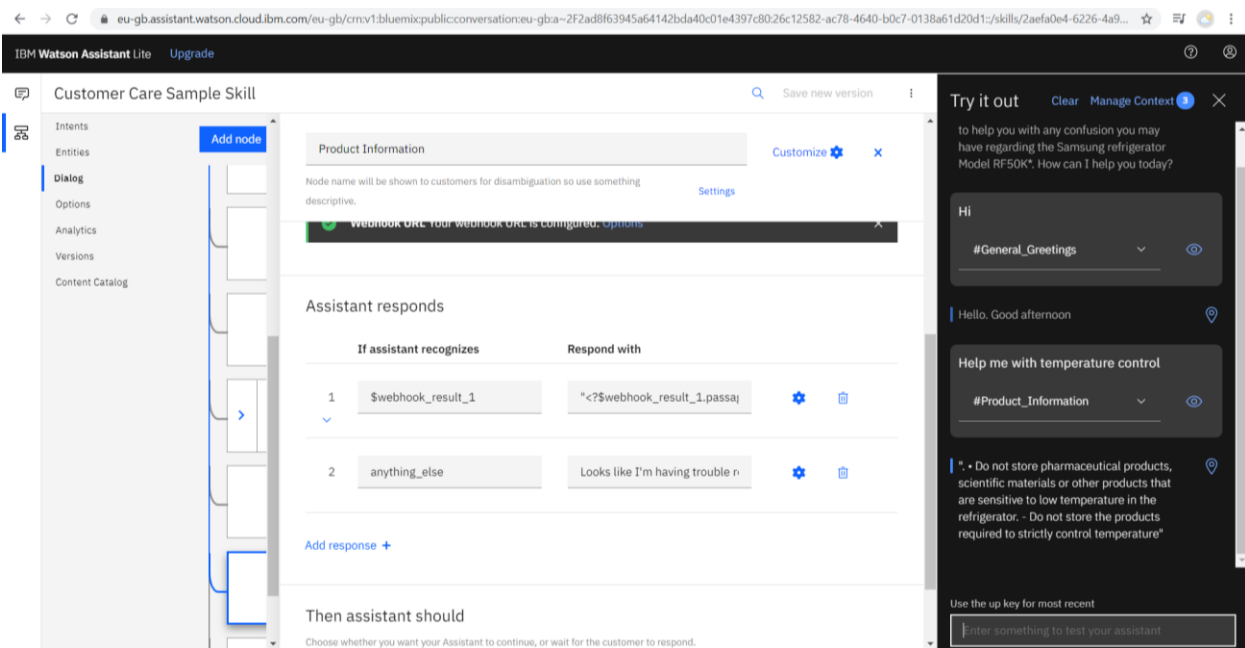 eu-gb.assistant.watson.cloud.ibm.com/eu-gb/crn:v1:bluemix:public:conversation:eu-gb:a~2F2ad8f63945a64142bda40c01e4397c80:26c12582-ac78-4640-b0c7-0138a61d20d1::/skills/2aefa0e4-6226-4a9...
IBM Watson Assistant Lite Upgrade
Customer Care Sample Skill
Save new version
Intents
Entities
Dialog
Options
Analytics
Versions
Content Catalog
Add node
Product Information
Customize
Node name will be shown to customers for disambiguation so use something
descriptive.
Settings
Webhook URL Your webhook URL is configured. Options
Assistant responds
If assistant recognizes Respond with
1 $webhook_result_1 "<?$webhook_result_1.passag
2 anything_else Looks like I'm having trouble r
Add response +
Then assistant should
Choose whether you want your Assistant to continue, or wait for the customer to respond.
Try it out Clear Manage Context 3
to help you with any confusion you may
have regarding the Samsung refrigerator
Model RF50K*. How can I help you today?
Hi
#General_Greetings
Hello. Good afternoon
Help me with temperature control
#Product_Information
". • Do not store pharmaceutical products,
scientific materials or other products that
are sensitive to low temperature in the
refrigerator. - Do not store the products
required to strictly control temperature"
Use the up key for most recent
Enter something to test your assistant